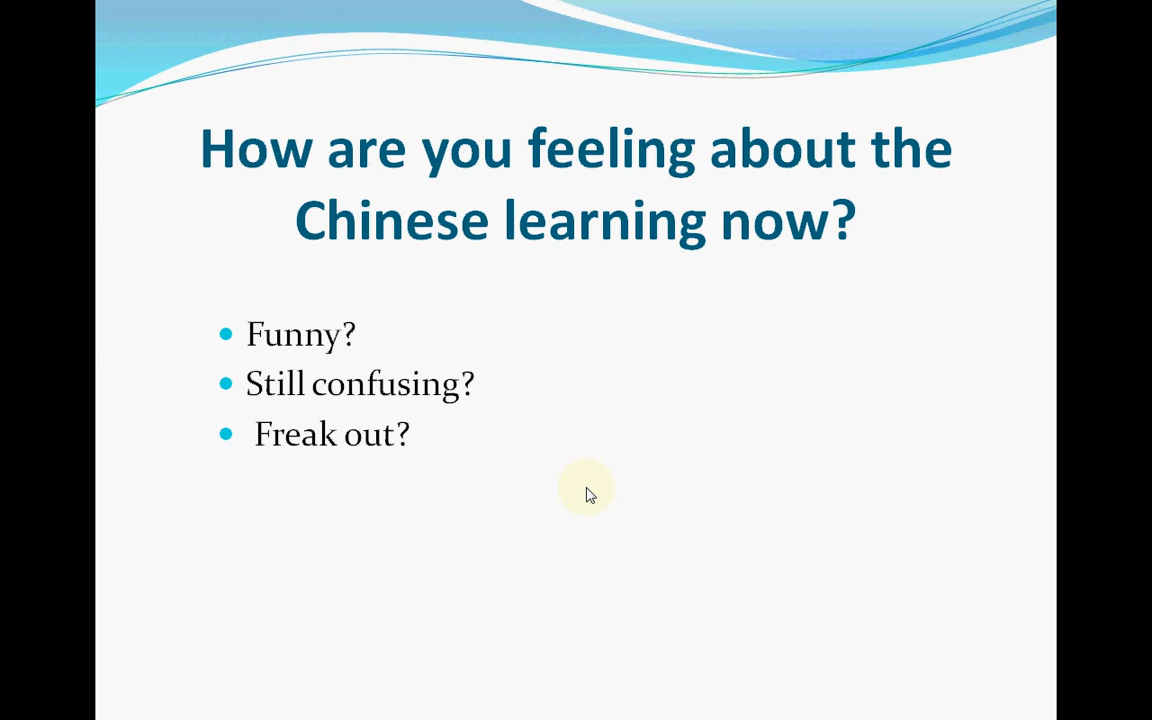 How are you feeling about the
Chinese learning now?
Funny?
Still confusing?
Freak out?